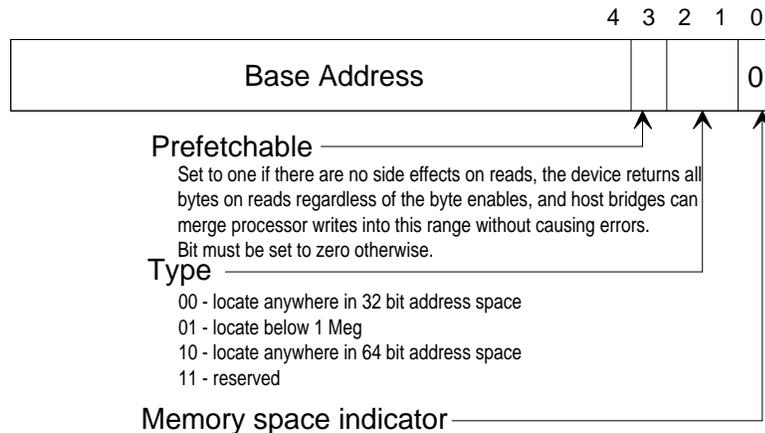 4 3 2 1 0
Base Address 0
Prefetchable
Set to one if there are no side effects on reads, the device returns all
bytes on reads regardless of the byte enables, and host bridges can
merge processor writes into this range without causing errors.
Bit must be set to zero otherwise.
Type
00 - locate anywhere in 32 bit address space
01 - locate below 1 Meg
10 - locate anywhere in 64 bit address space
11 - reserved
Memory space indicator